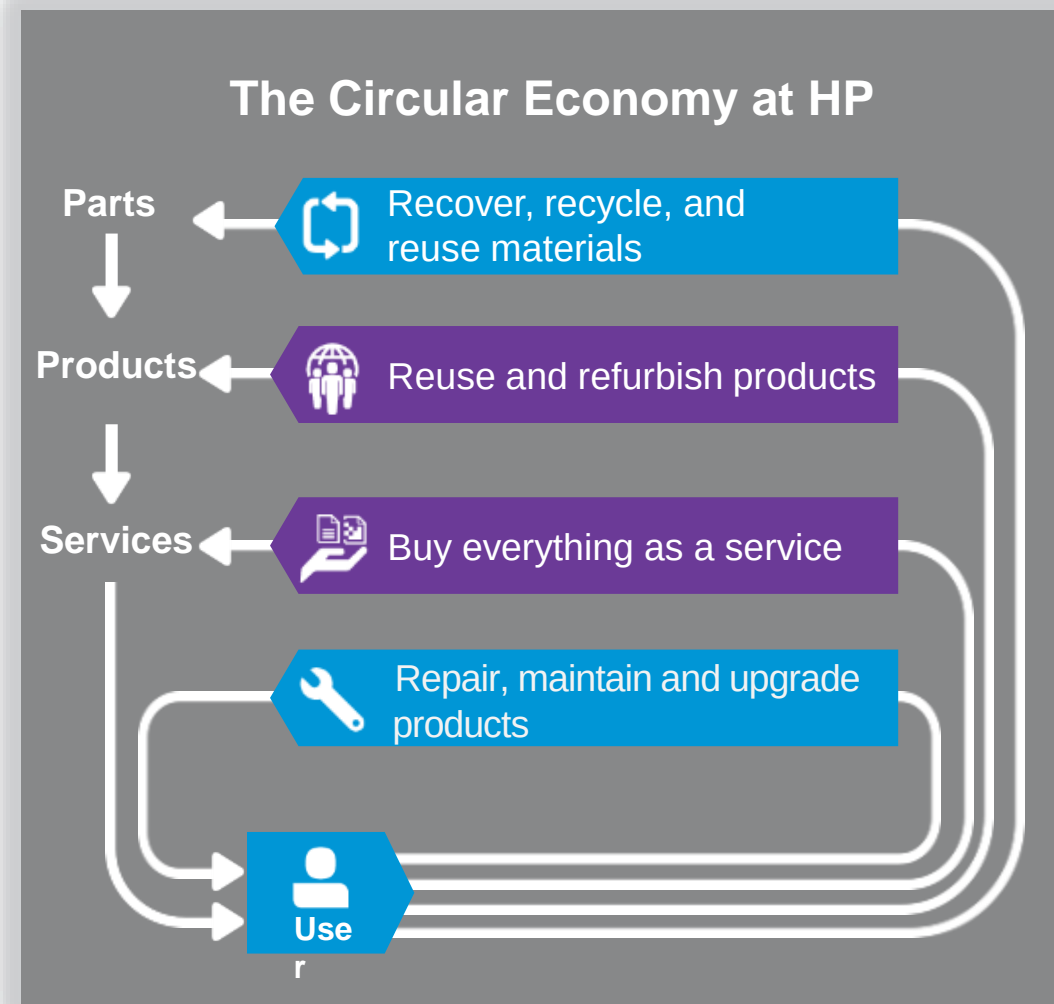 The Circular Economy at HP
Parts
Recover, recycle, and
reuse materials
Products
Reuse and refurbish products
Services
Buy everything as a service
Repair, maintain and upgrade
products
Use
r